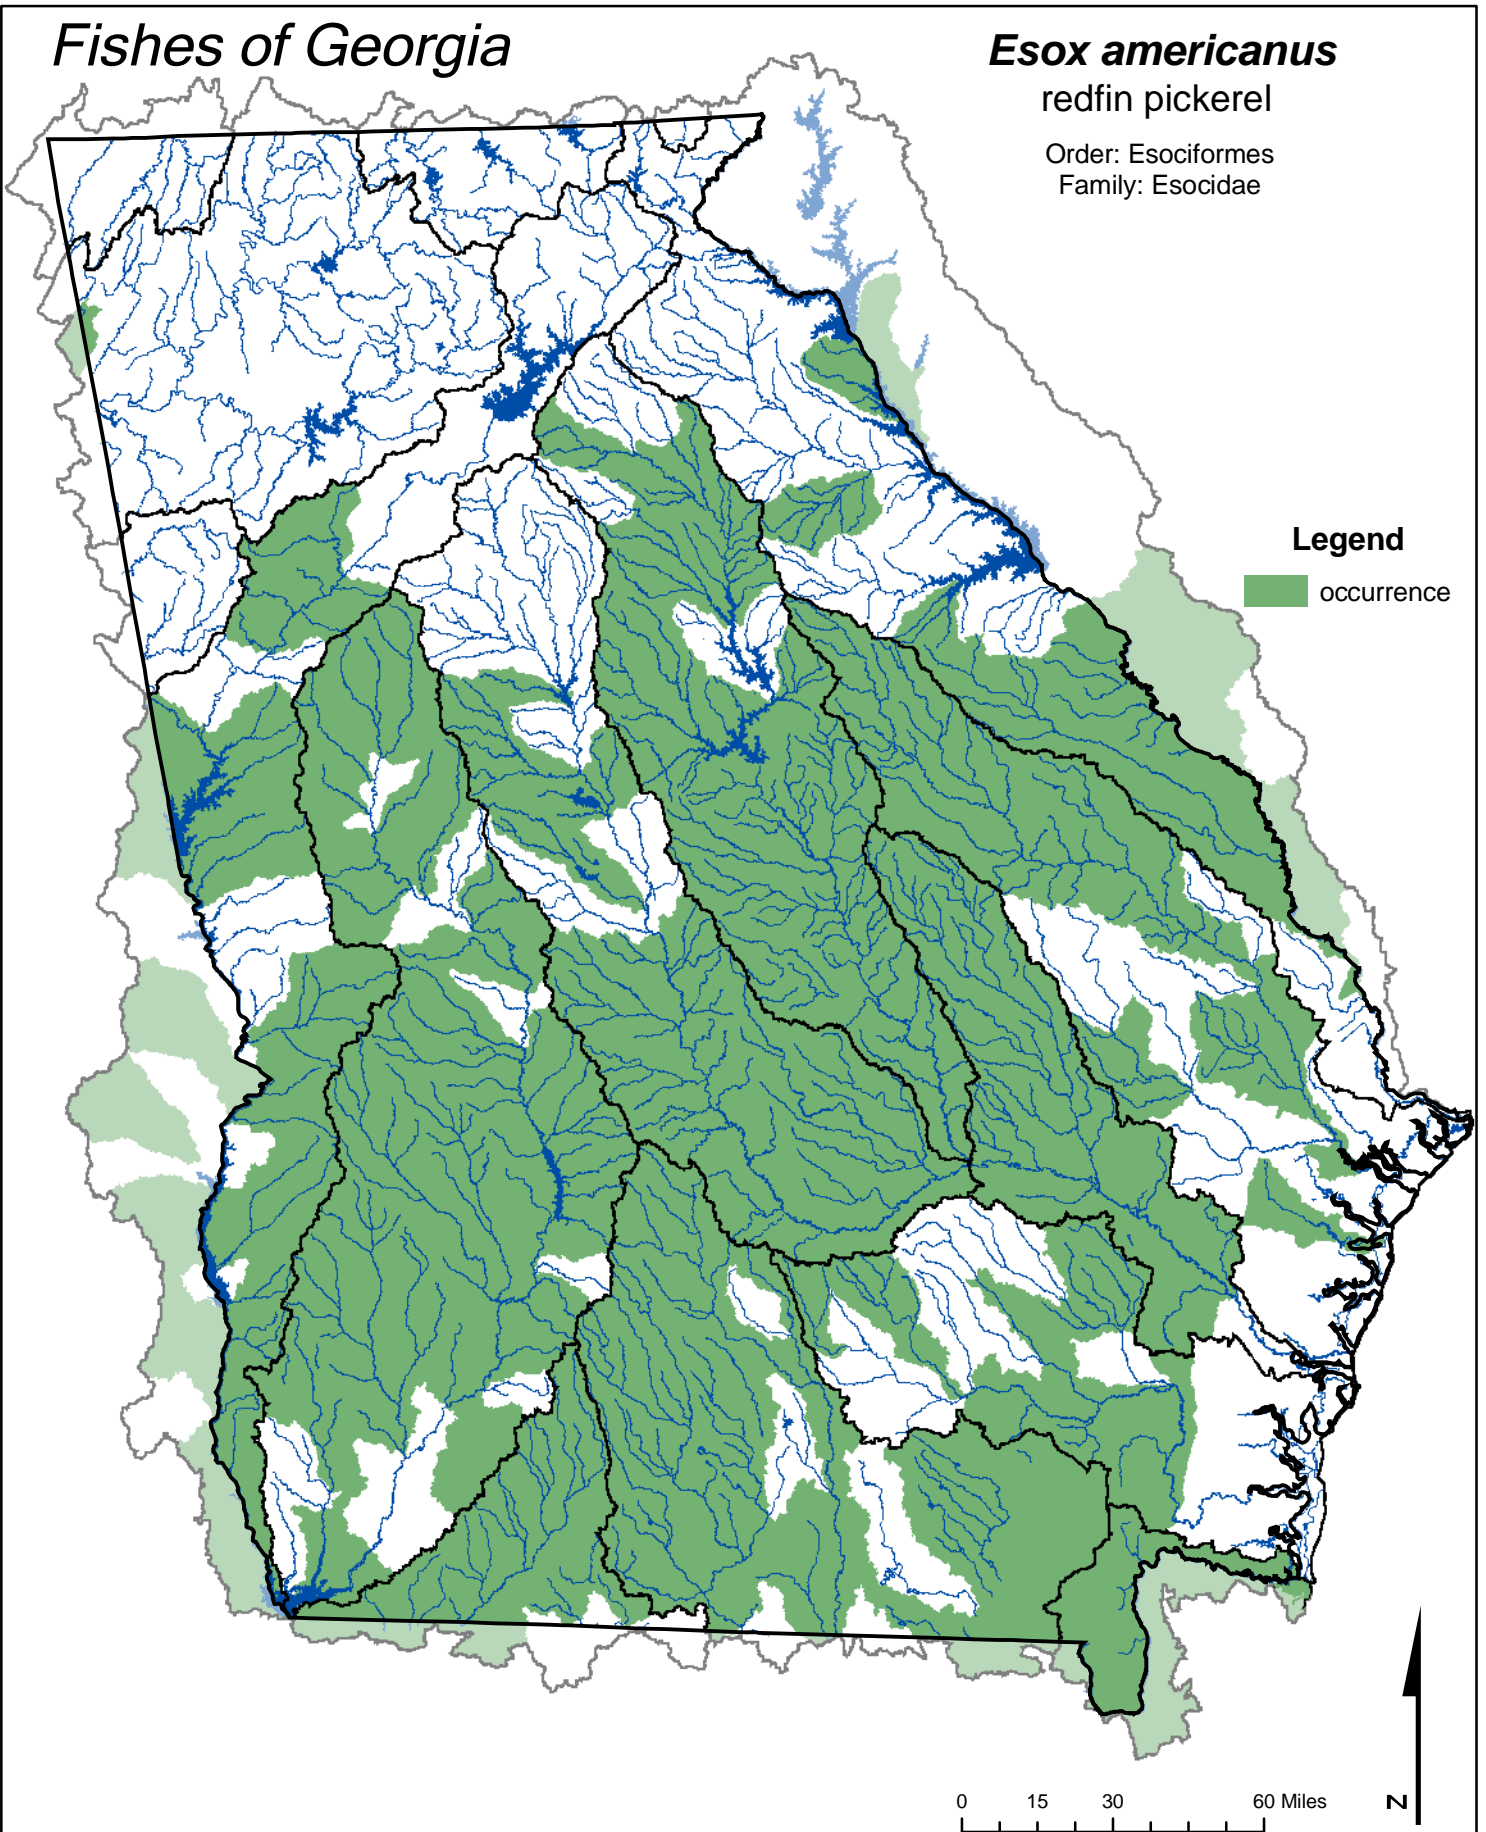 Fishes of Georgia
Esox americanus
redfin pickerel
Order: Esociformes
Family: Esocidae
Legend
occurrence
0 15 30 60 Miles
N